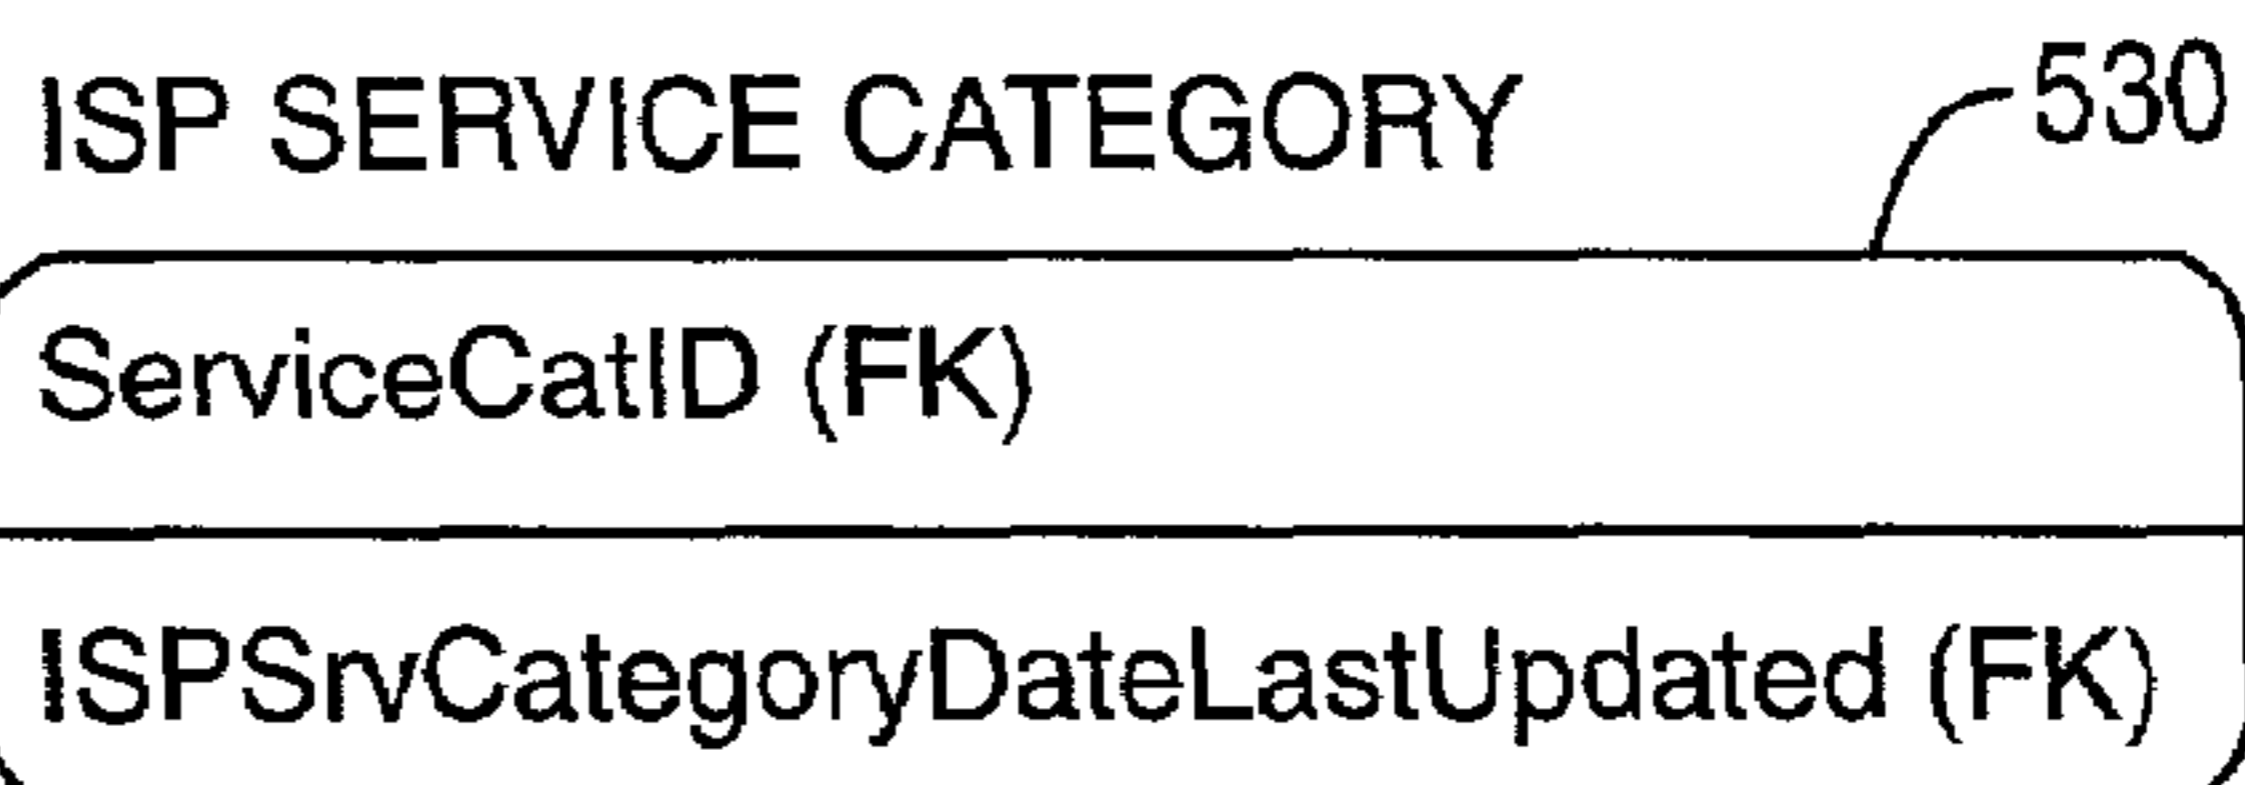 ISP SERVICE CATEGORY
530
ServiceCatID (FK)
ISPSrvCategoryDateLastUpdated (FK)